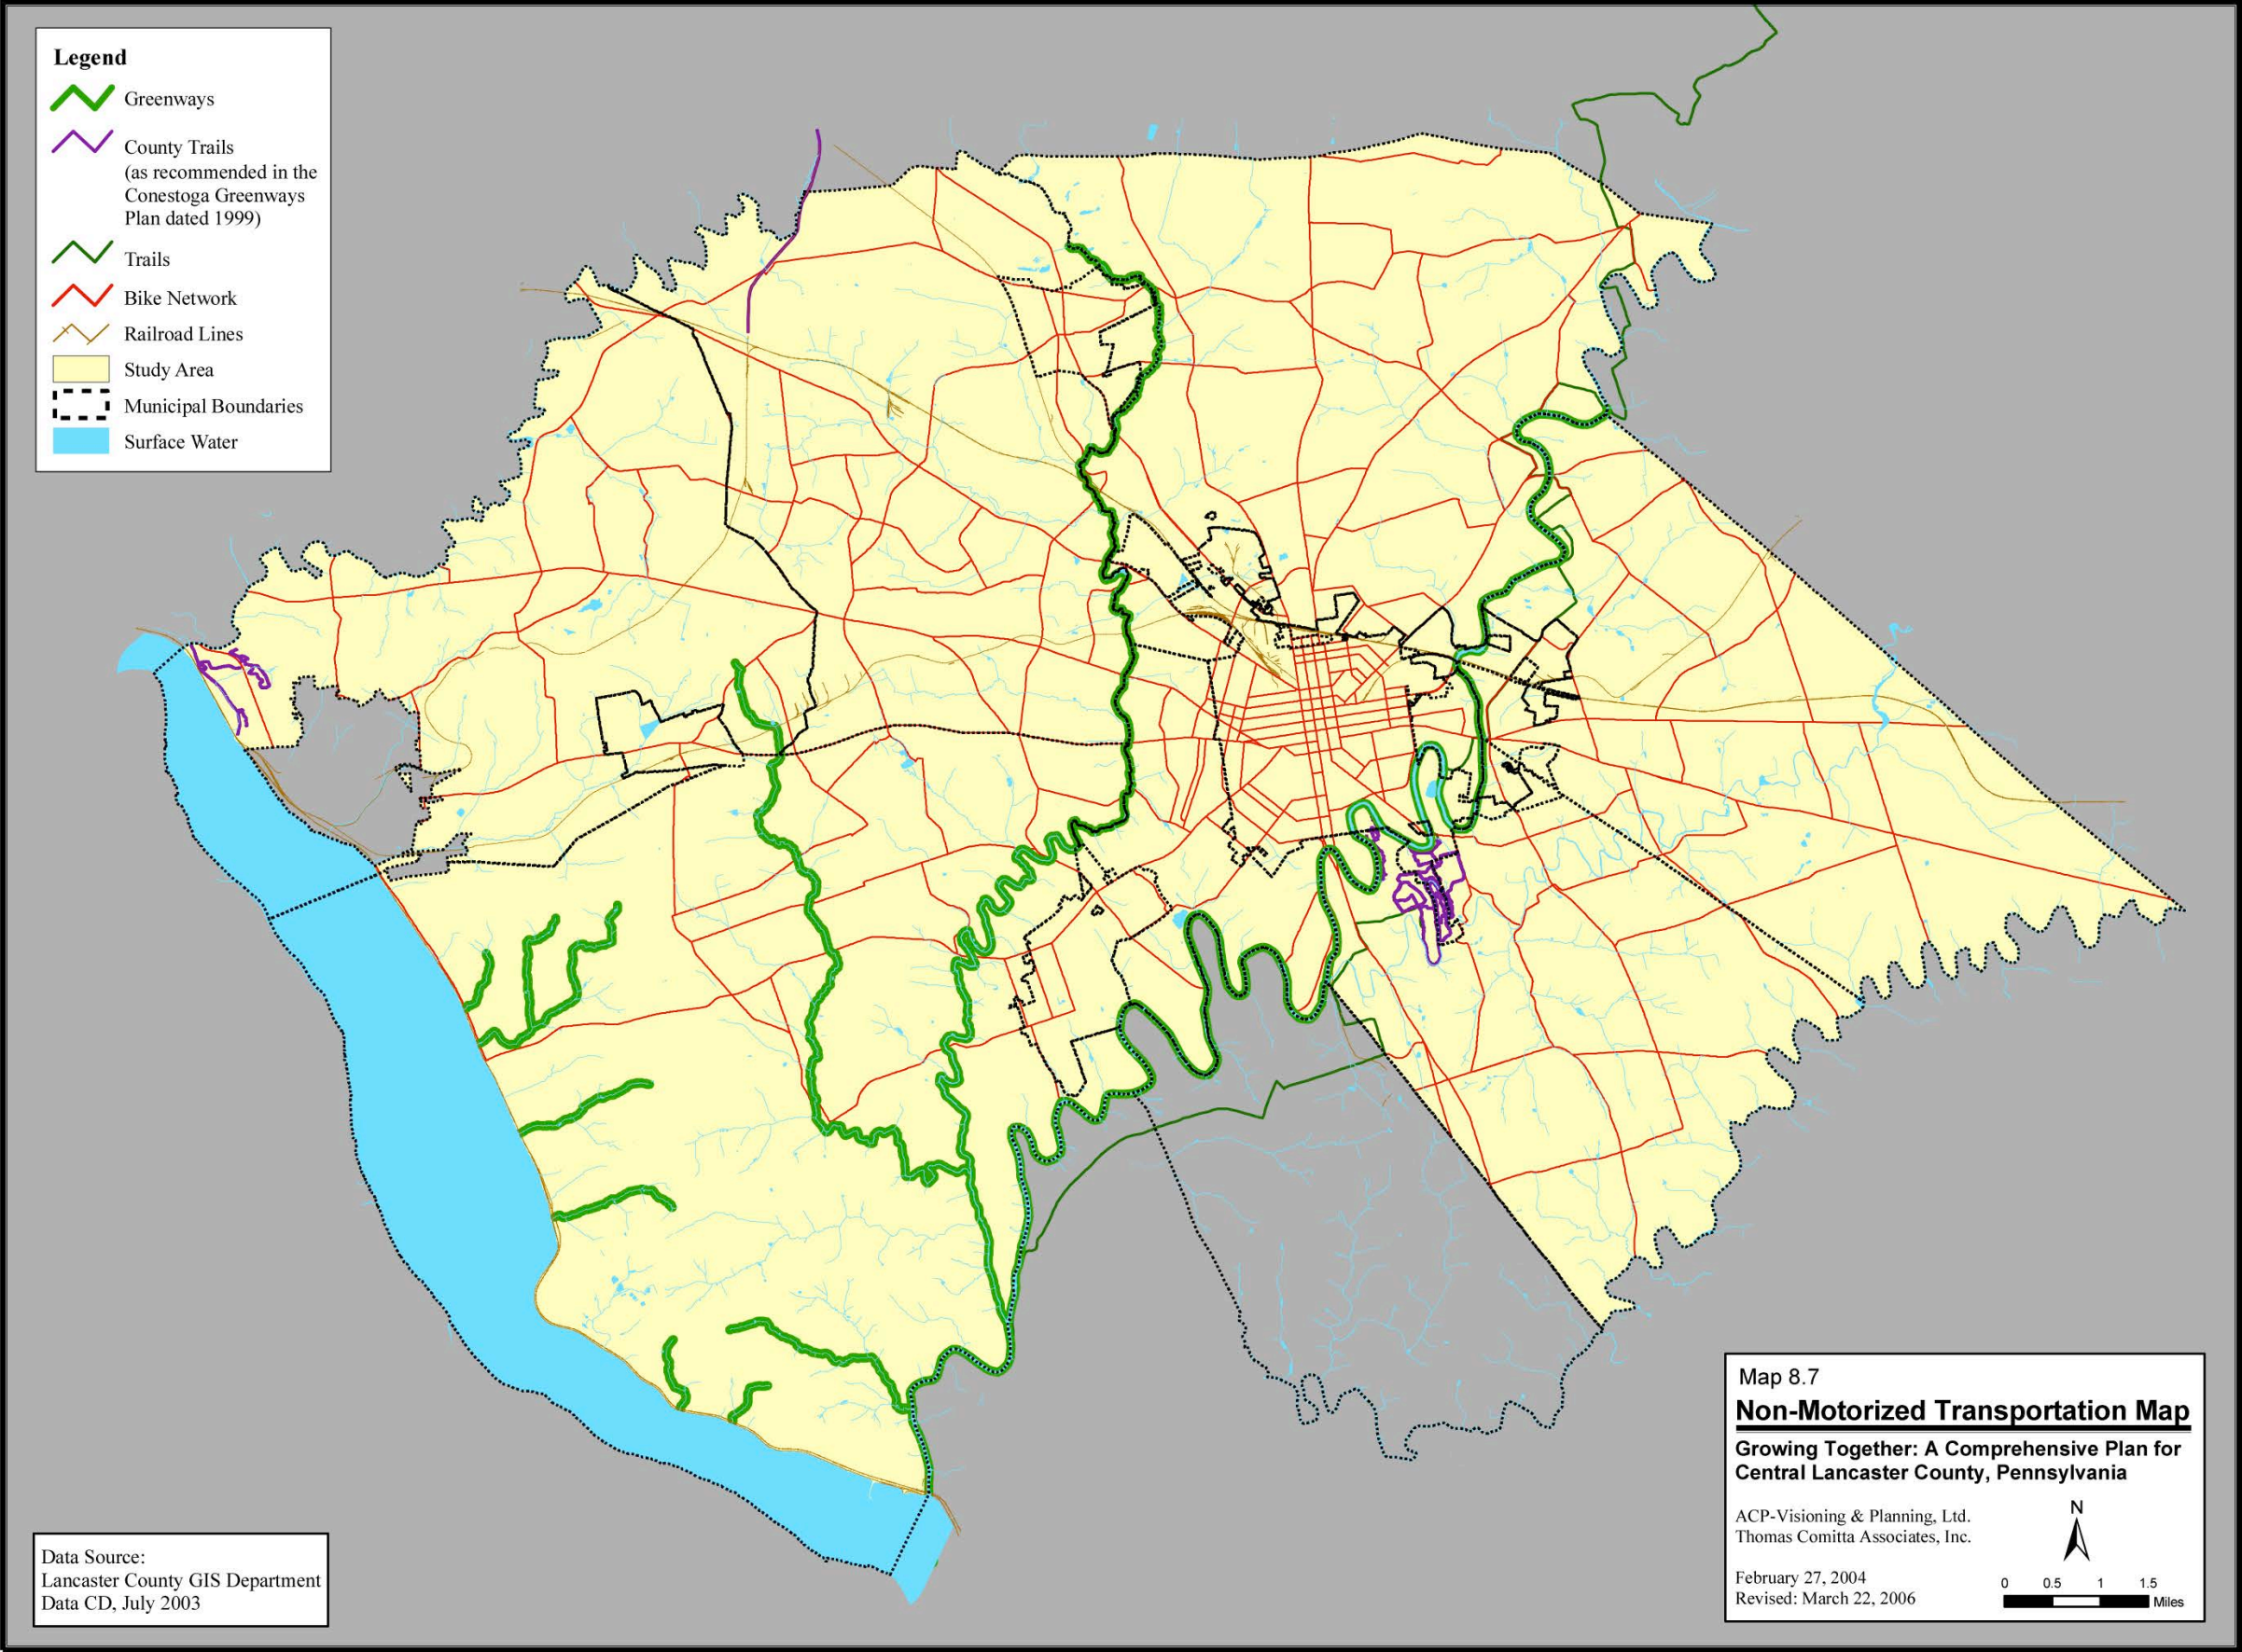 Legend
Greenways
County Trails
(as recommended in the
Conestoga Greenways
Plan dated 1999)
Trails
Bike Network
Railroad Lines
Study Area
Municipal Boundaries
Surface Water
Data Source:
Lancaster County GIS Department
Data CD, July 2003
Map 8.7
Non-Motorized Transportation Map
Growing Together: A Comprehensive Plan for
Central Lancaster County, Pennsylvania
ACP-Visioning & Planning, Ltd.
Thomas Comitta Associates, Inc.
February 27, 2004
Revised: March 22, 2006
N
0 0.5 1 1.5
Miles